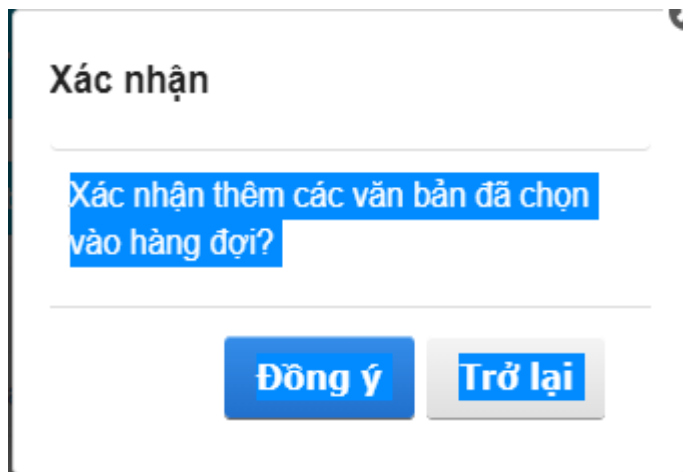 Xác nhận
Xác nhận thêm các văn bản đã chọn
vào hàng đợi?
Đồng ý
Trở lại